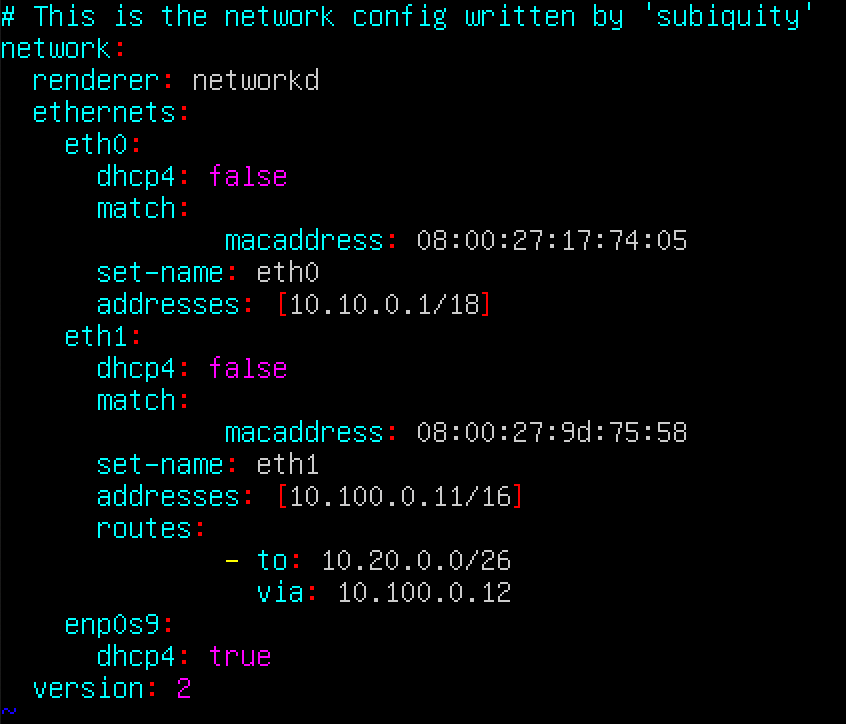 # This is the network config written by 'subiquity'
network:
  renderer: networkd
  ethernets:
    eth0:
      dhcp4: false
      match:
              macaddress: 08:00:27:17:74:05
      set-name: eth0
      addresses: [10.10.0.1/18]
    eth1:
      dhcp4: false
      match:
              macaddress: 08:00:27:9d:75:58
      set-name: eth1
      addresses: [10.100.0.11/16]
      routes:
              - to: 10.20.0.0/26
                via: 10.100.0.12
    enp0s9:
      dhcp4: true
  version: 2
~